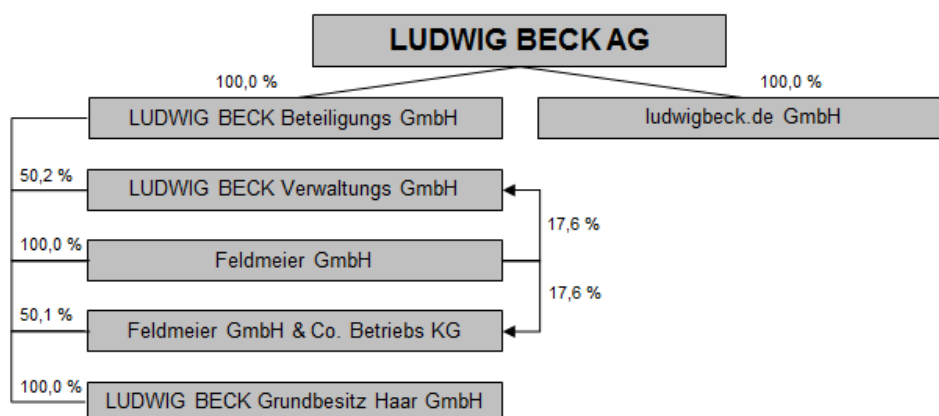 LUDWIG BECK AG
100,0 %
100,0 %
LUDWIG BECK Beteiligungs GmbH
ludwigbeck.de GmbH
50,2 %
LUDWIG BECK Verwaltungs GmbH
17,6 %
100,0 %
Feldmeier GmbH
17,6 %
50,1 %
Feldmeier GmbH & Co. Betriebs KG
100,0 %
LUDWIG BECK Grundbesitz Haar GmbH